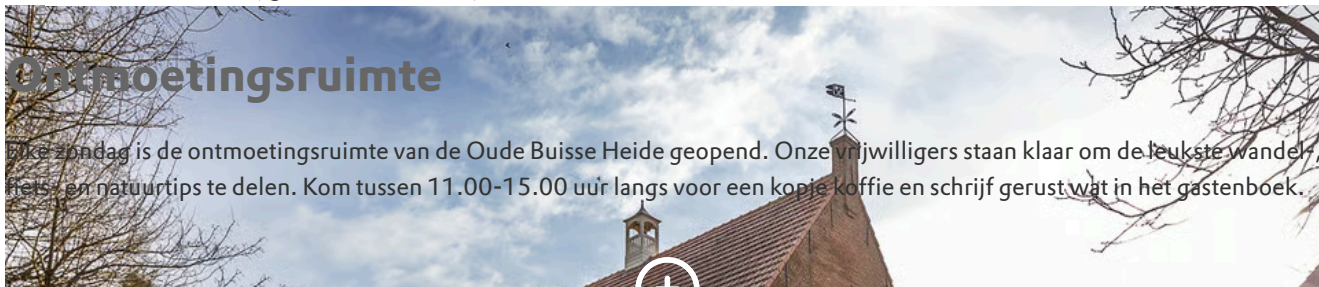 Ontmoetingsruimte
Elke zondag is de ontmoetingsruimte van de Oude Buisse Heide geopend. Onze vrijwilligers staan klaar om de leukste wandel-,
fiets- en natuurtips te delen. Kom tussen 11.00-15.00 uur langs voor een kopje koffie en schrijf gerust wat in het gastenboek.